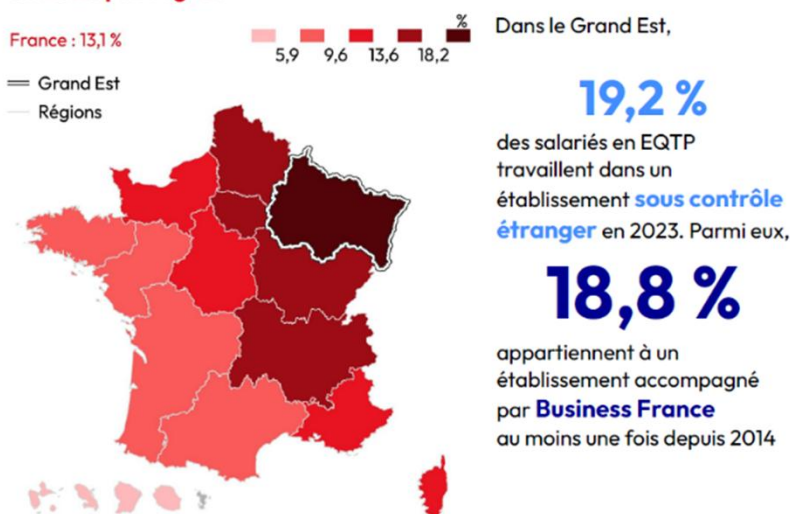 France : 13,1 %
%
5,9 9,6 13,6 18,2
Grand Est
Régions
Dans le Grand Est,
19,2 %
des salariés en EQTP
travaillent dans un
établissement sous contrôle
étranger en 2023. Parmi eux,
18,8 %
appartiennent à un
établissement accompagné
par Business France
au moins une fois depuis 2014